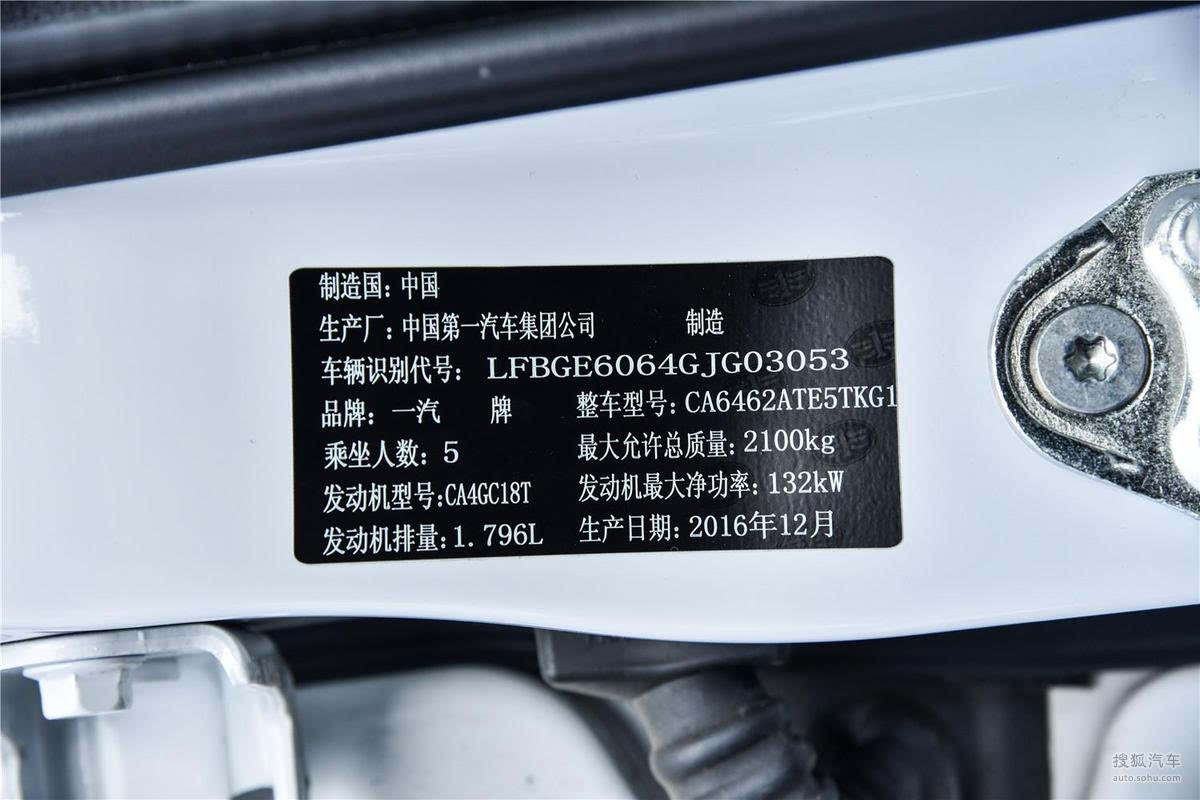 制造国：中国
生产厂：中国第一汽车集团公司 制造
车辆识别代号：LFBGE6064GJG03053
品牌：一汽 牌 整车型号：CA6462ATE5TKG1
乘坐人数：5 最大允许总质量：2100kg
发动机型号:CA4GC18T 发动机最大净功率：132kW
发动机排量:1.796L 生产日期：2016年12月
搜狐汽车
auto.sohu.com